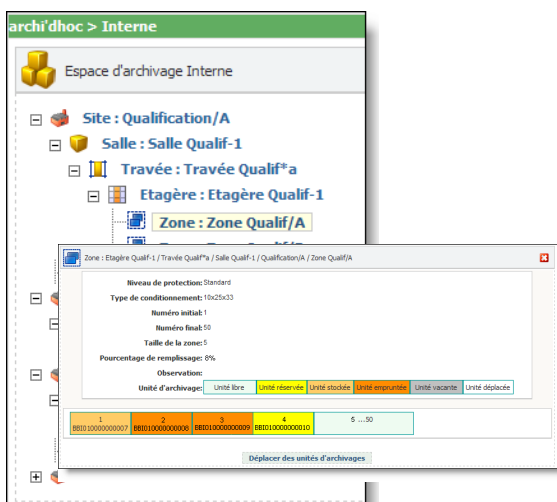 archi'dhoc > Interne
Espace d'archivage Interne
Site : Qualification/A
Salle : Salle Qualif-1
Travée : Travée Qualif*a
Etagère : Etagère Qualif-1
Zone : Zone Qualif/A
Zone : Etagère Qualif-1 / Travée Qualif*a / Salle Qualif-1 / Qualification/A / Zone Qualif/A
Niveau de protection: Standard
Type de conditionnement: 10x25x33
Numéro initial: 1
Numéro final: 50
Taille de la zone: 5
Pourcentage de remplissage: 8%
Observation:
Unité d'archivage: Unité libre Unité réservée Unité stockée Unité empruntée Unité vacante Unité déplacée
1 2 3 4 5 ...50
BBI010000000007 BBI010000000008 BBI010000000009 BBI010000000010
Déplacer des unités d'archivages